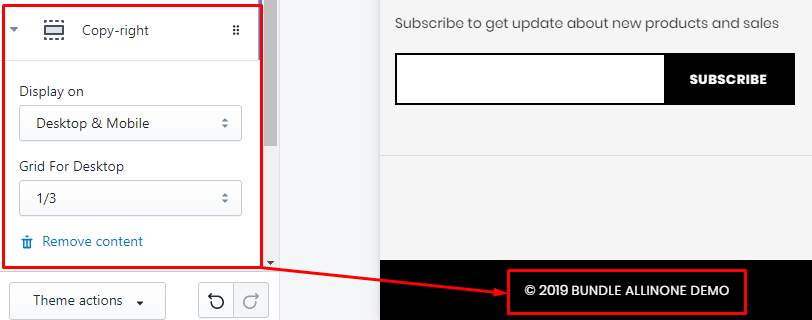 Copy-right
Display on
Desktop & Mobile
Grid For Desktop
1/3
Remove content
Theme actions
Subscribe to get update about new products and sales
SUBSCRIBE
© 2019 BUNDLE ALLINONE DEMO